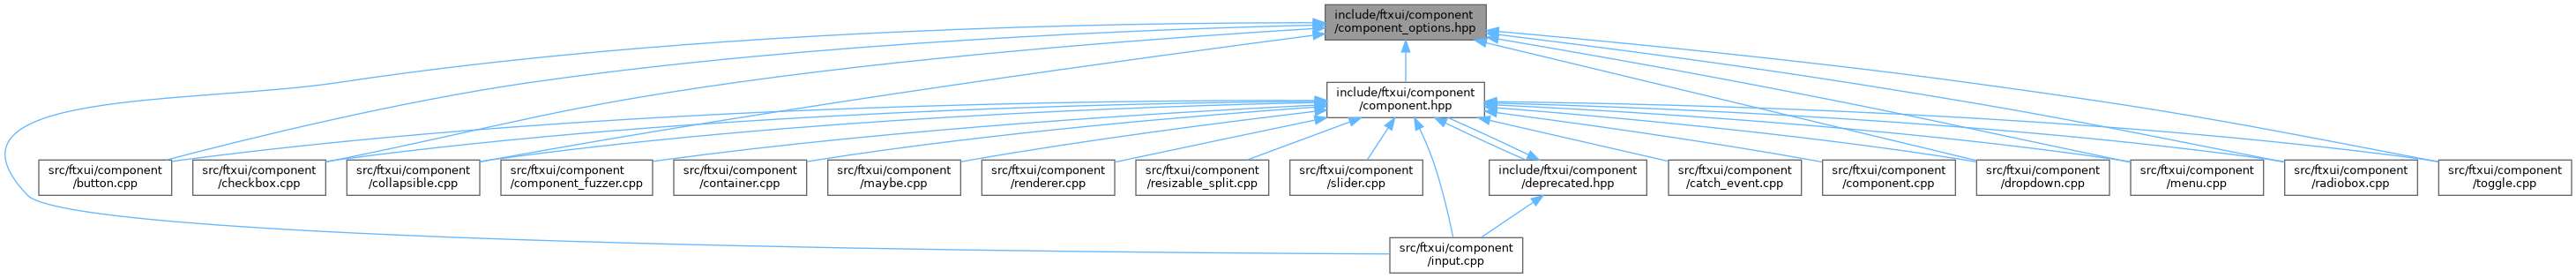 include/ftxui/component
/component_options.hpp
include/ftxui/component
/component.hpp
src/ftxui/component
/button.cpp
src/ftxui/component
/checkbox.cpp
src/ftxui/component
/collapsible.cpp
src/ftxui/component
/component_fuzzer.cpp
src/ftxui/component
/container.cpp
src/ftxui/component
/maybe.cpp
src/ftxui/component
/renderer.cpp
src/ftxui/component
/resizable_split.cpp
src/ftxui/component
/slider.cpp
include/ftxui/component
/deprecated.hpp
src/ftxui/component
/catch_event.cpp
src/ftxui/component
/component.cpp
src/ftxui/component
/dropdown.cpp
src/ftxui/component
/menu.cpp
src/ftxui/component
/radiobox.cpp
src/ftxui/component
/toggle.cpp
src/ftxui/component
/input.cpp